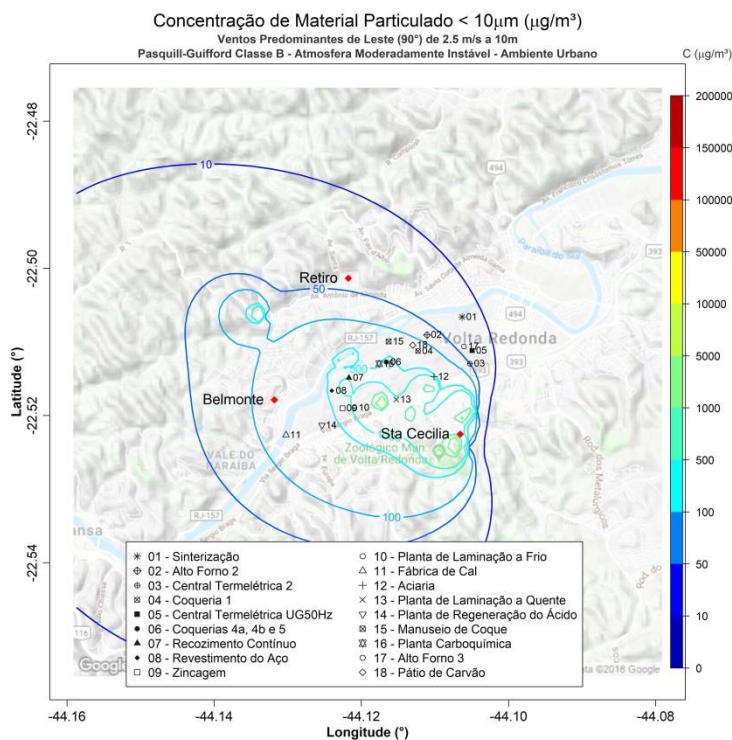 Concentração de Material Particulado < 10μm (μg/m³)
Ventos Predominantes de Leste (90°) de 2.5 m/s a 10m
Pasquill-Guifford Classe B - Atmosfera Moderadamente Instável - Ambiente Urbano
C (μg/m³)
200000
150000
100000
50000
10000
5000
1000
500
100
50
10
0
Latitude (°)
-22.48
-22.50
-22.52
-22.54
10
50
100
494
494
393
393
RJ-157
RJ-157
116
Paraíba do Sul
Volta Redonda
VALE DO
PARAÍBA
Zoológico Mun
de Volta Redonda
Retiro
Belmonte
Sta Cecilia
01
02
17
15
18
04
05
03
06
07
12
08
13
09
10
14
11
01 - Sinterização
02 - Alto Forno 2
03 - Central Termelétrica 2
04 - Coqueria 1
05 - Central Termelétrica UG50Hz
06 - Coquerias 4a, 4b e 5
07 - Recozimento Contínuo
08 - Revestimento do Aço
09 - Zincagem
10 - Planta de Laminação a Frio
11 - Fábrica de Cal
12 - Aciaria
13 - Planta de Laminação a Quente
14 - Planta de Regeneração do Ácido
15 - Manuseio de Coque
16 - Planta Carboquímica
17 - Alto Forno 3
18 - Pátio de Carvão
Google
©2016 Google
-44.16
-44.14
-44.12
-44.10
-44.08
Longitude (°)